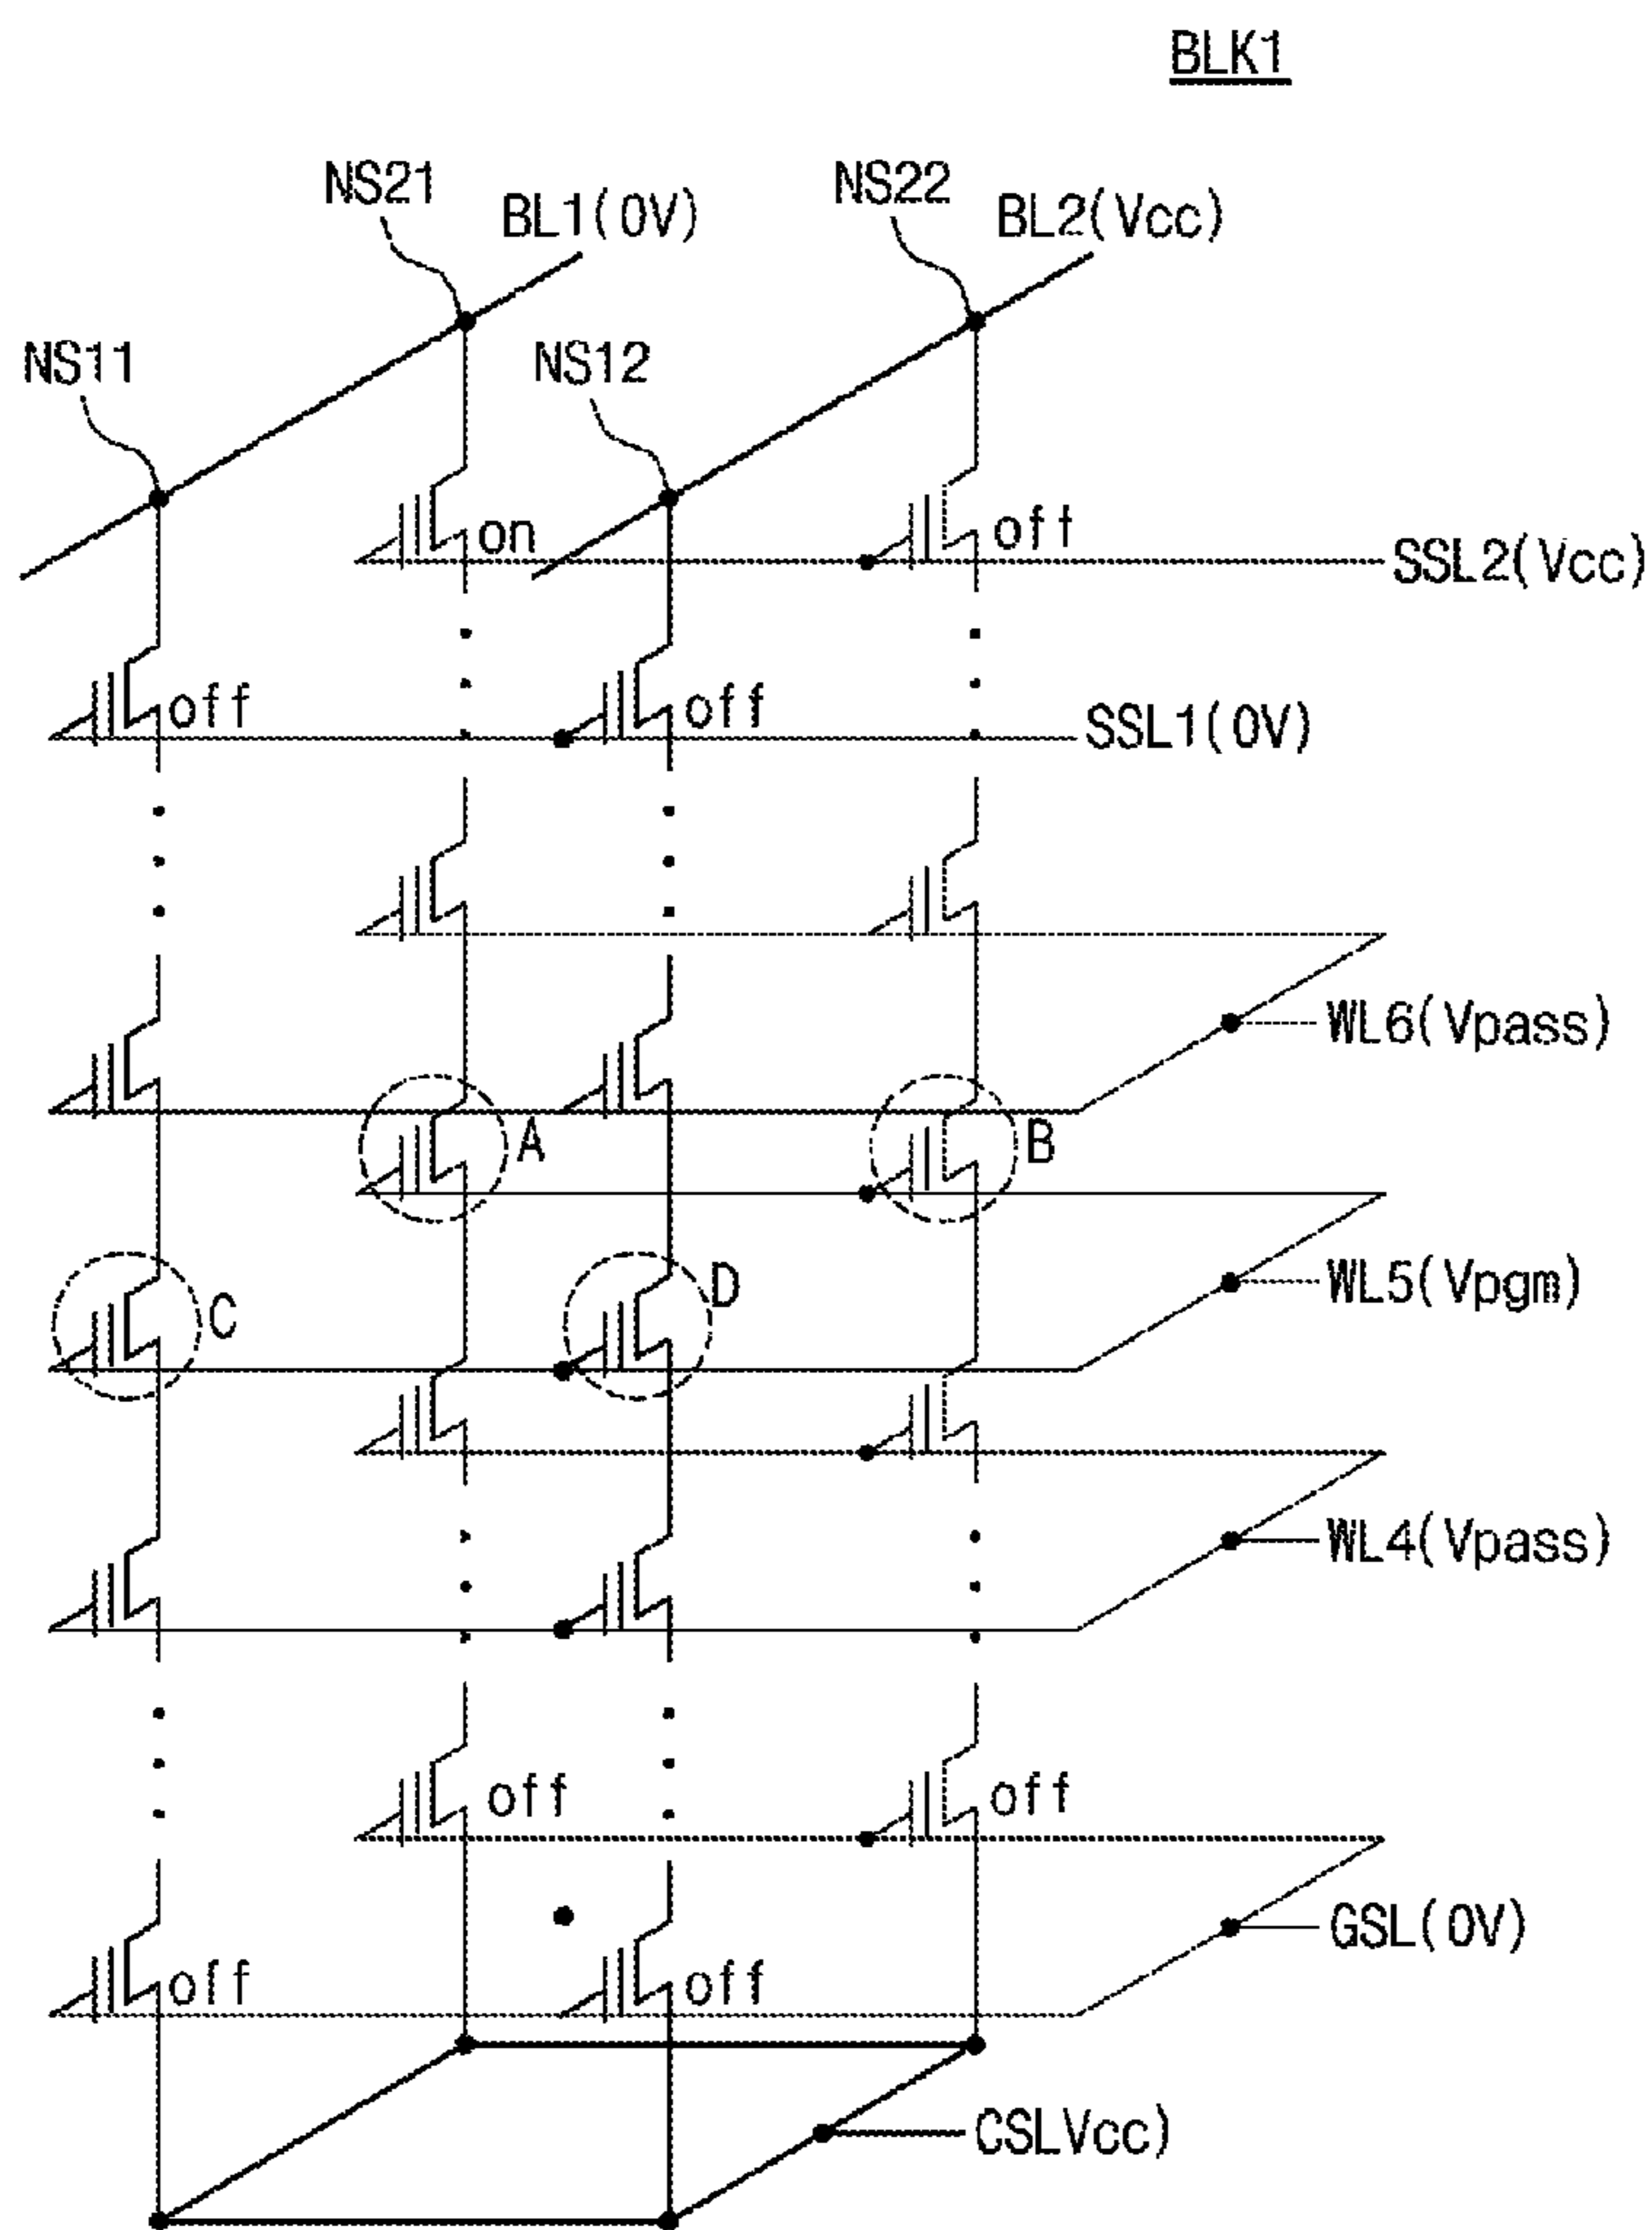 BLK1
NS21
BL1(0V)
NS22
BL2(Vcc)
NS11
NS12
on
off
SSL2(Vcc)
off
off
SSL1(0V)
WL6(Vpass)
A
B
C
D
WL5(Vpgm)
WL4(Vpass)
off
off
GSL(0V)
off
off
CSLVcc)